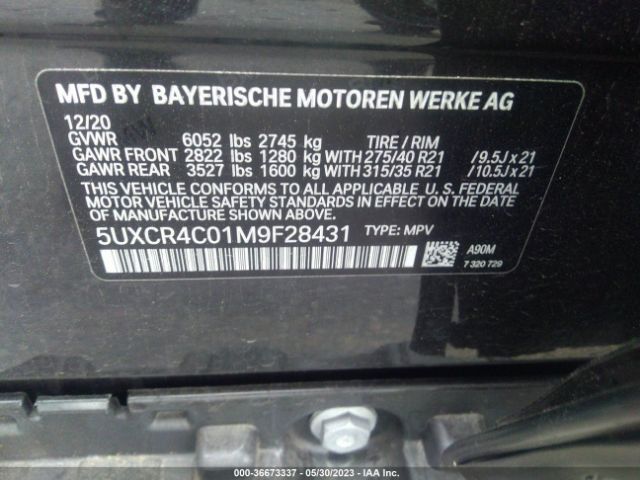 MFD BY BAYERISCHE MOTOREN WERKE AG
12/20
GVWR 6052 lbs 2745 kg TIRE / RIM
GAWR FRONT 2822 lbs 1280 kg WITH 275/40 R21 /9.5J x 21
GAWR REAR 3527 lbs 1600 kg WITH 315/35 R21 /10.5J x 21
THIS VEHICLE CONFORMS TO ALL APPLICABLE U. S. FEDERAL
MOTOR VEHICLE SAFETY STANDARDS IN EFFECT ON THE DATE OF
MANUFACTURE SHOWN ABOVE.
5UXCR4C01M9F28431 TYPE: MPV
A90M
7 320 729
000-36673337 - 05/30/2023 - IAA Inc.